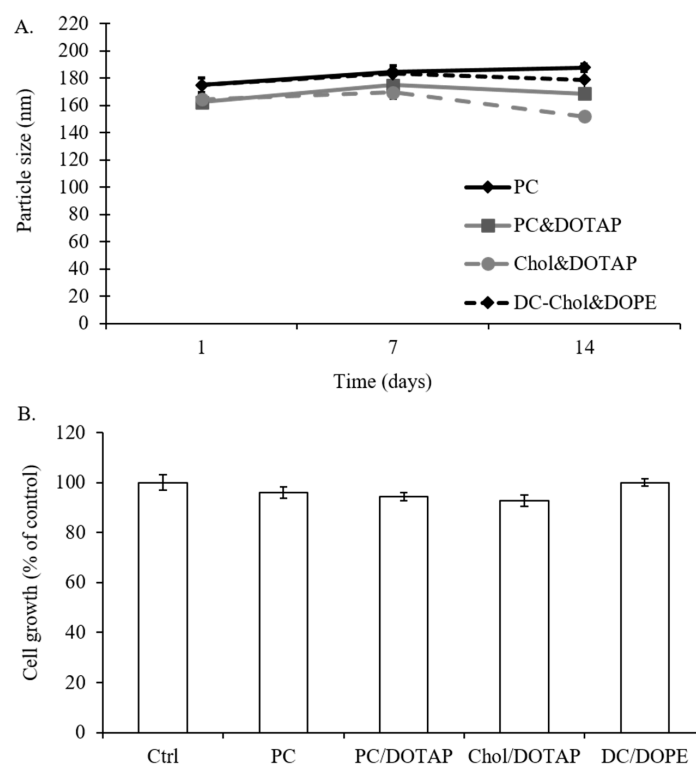 A.
Particle size (nm)
220
200
180
160
140
120
100
80
60
40
20
0
PC
PC&DOTAP
Chol&DOTAP
DC-Chol&DOPE
1 7 14
Time (days)
B.
Cell growth (% of control)
120
100
80
60
40
20
0
Ctrl PC PC/DOTAP Chol/DOTAP DC/DOPE